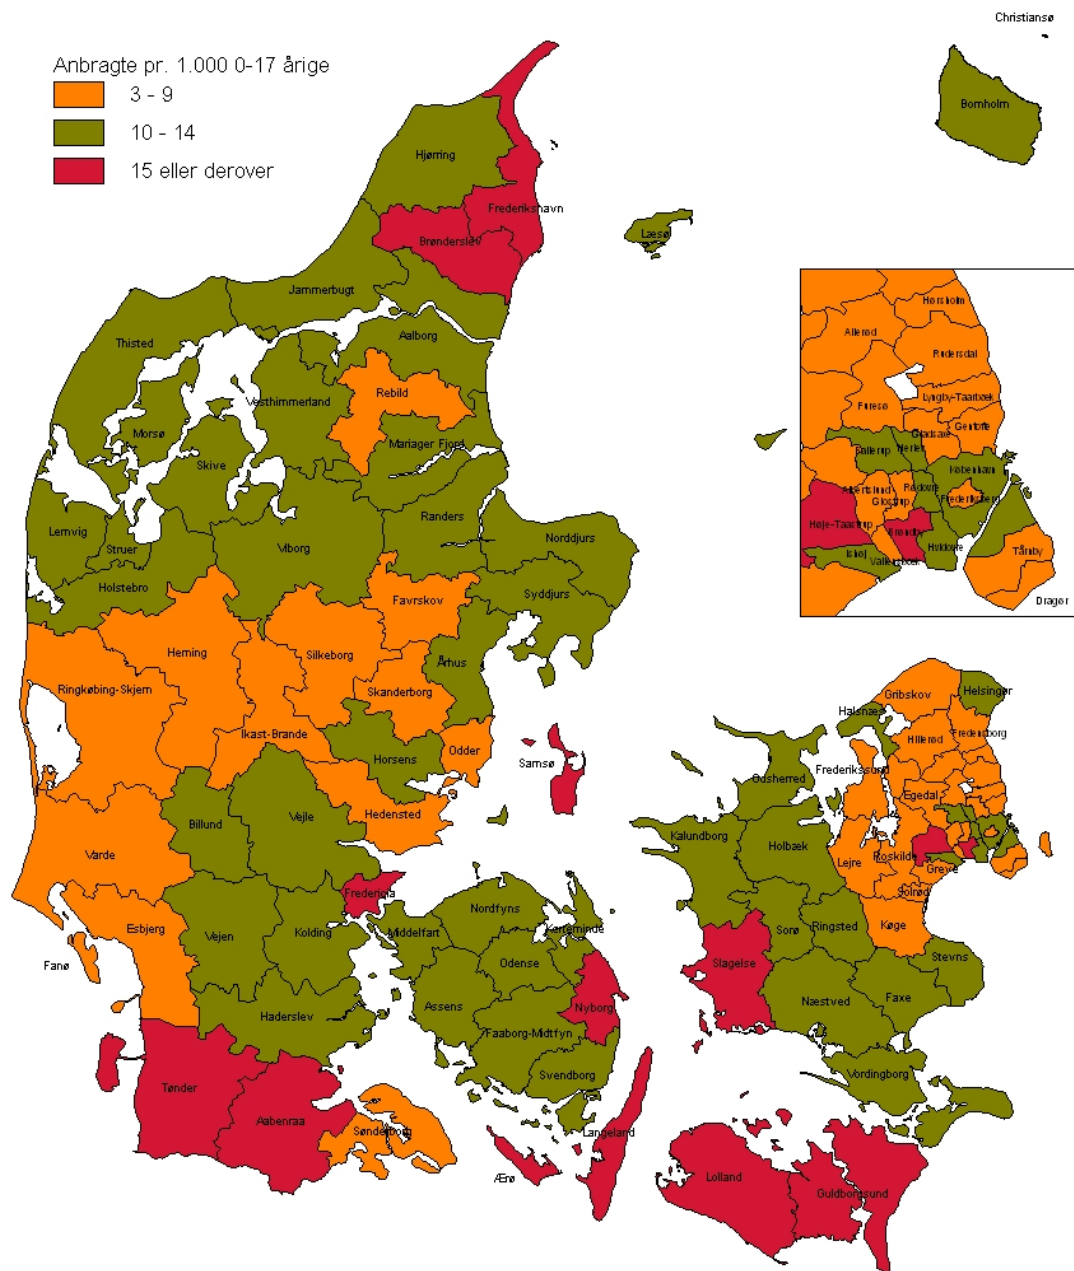 Christiansø
Anbragte pr. 1.000 0-17 årige
3 - 9
10 - 14
15 eller derover
Bornholm
Hjørring
Frederikshavn
Brønderslev
Læsø
Jammerbugt
Aalborg
Thisted
Rebild
Vesthimmerland
Morsø
Mariager Fjord
Skive
Randers
Lemvig
Struer
Viborg
Norddjurs
Holstebro
Favrskov
Syddjurs
Herning
Silkeborg
Århus
Ringkøbing-Skjern
Skanderborg
Ikast-Brande
Odder
Horsens
Samsø
Hedensted
Billund
Vejle
Varde
Fredericia
Esbjerg
Vejen
Kolding
Middelfart
Nordfyns
Kerteminde
Fanø
Odense
Assens
Nyborg
Haderslev
Faaborg-Midtfyn
Svendborg
Tønder
Aabenraa
Sønderborg
Langeland
Ærø
Hørsholm
Allerød
Rudersdal
Lyngby-Taarbæk
Furesø
Gentofte
Gladsaxe
Ballerup
Herlev
København
Albertslund
Rødovre
Frederiksberg
Glostrup
Høje-Taastrup
Brøndby
Hvidovre
Ishøj
Vallensbæk
Tårnby
Dragør
Gribskov
Helsingør
Halsnæs
Fredensborg
Hillerød
Frederikssund
Odsherred
Egedal
Kalundborg
Holbæk
Lejre
Roskilde
Greve
Solrød
Køge
Sorø
Ringsted
Stevns
Slagelse
Næstved
Faxe
Vordingborg
Lolland
Guldborgsund